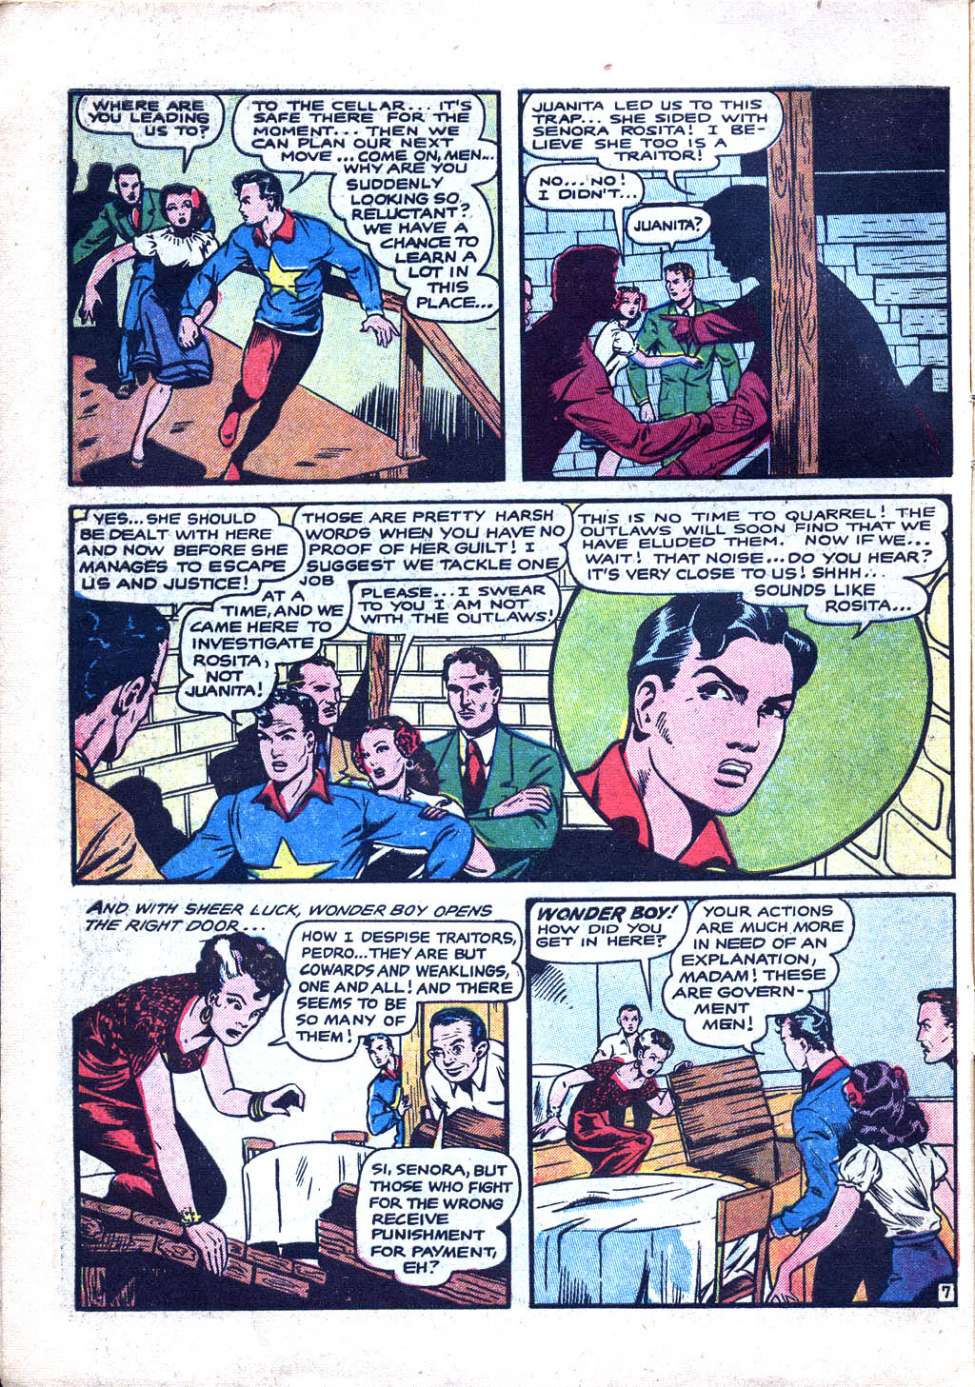 WHERE ARE
YOU LEADING
US TO?
TO THE CELLAR... IT'S
SAFE THERE FOR THE
MOMENT... THEN WE
CAN PLAN OUR NEXT
MOVE... COME ON, MEN...
WHY ARE YOU
SUDDENLY
LOOKING SO
RELUCTANT?
WE HAVE A
CHANCE TO
LEARN A
LOT IN
THIS
PLACE...
JUANITA LED US TO THIS
TRAP... SHE SIDED WITH
SENORA ROSITA! I BE-
LIEVE SHE TOO IS A
TRAITOR!
NO... NO!
I DIDN'T...
JUANITA?
YES... SHE SHOULD
BE DEALT WITH HERE
AND NOW BEFORE SHE
MANAGES TO ESCAPE
US AND JUSTICE!
THOSE ARE PRETTY HARSH
WORDS WHEN YOU HAVE NO
PROOF OF HER GUILT! I
SUGGEST WE TACKLE ONE
JOB
AT A
TIME, AND WE
CAME HERE TO
INVESTIGATE
ROSITA,
NOT
JUANITA!
PLEASE... I SWEAR
TO YOU I AM NOT
WITH THE OUTLAWS!
THIS IS NO TIME TO QUARREL! THE
OUTLAWS WILL SOON FIND THAT WE
HAVE ELUDED THEM. NOW IF WE...
WAIT! THAT NOISE... DO YOU HEAR?
IT'S VERY CLOSE TO US! SHHH...
SOUNDS LIKE
ROSITA...
AND WITH SHEER LUCK, WONDER BOY OPENS
THE RIGHT DOOR...
HOW I DESPISE TRAITORS,
PEDRO... THEY ARE BUT
COWARDS AND WEAKLINGS,
ONE AND ALL! AND THERE
SEEMS TO BE
SO MANY OF
THEM!
SI, SENORA, BUT
THOSE WHO FIGHT
FOR THE WRONG
RECEIVE
PUNISHMENT
FOR PAYMENT,
EH?
WONDER BOY!
HOW DID YOU
GET IN HERE?
YOUR ACTIONS
ARE MUCH MORE
IN NEED OF AN
EXPLANATION,
MADAM! THESE
ARE GOVERN-
MENT
MEN!
7